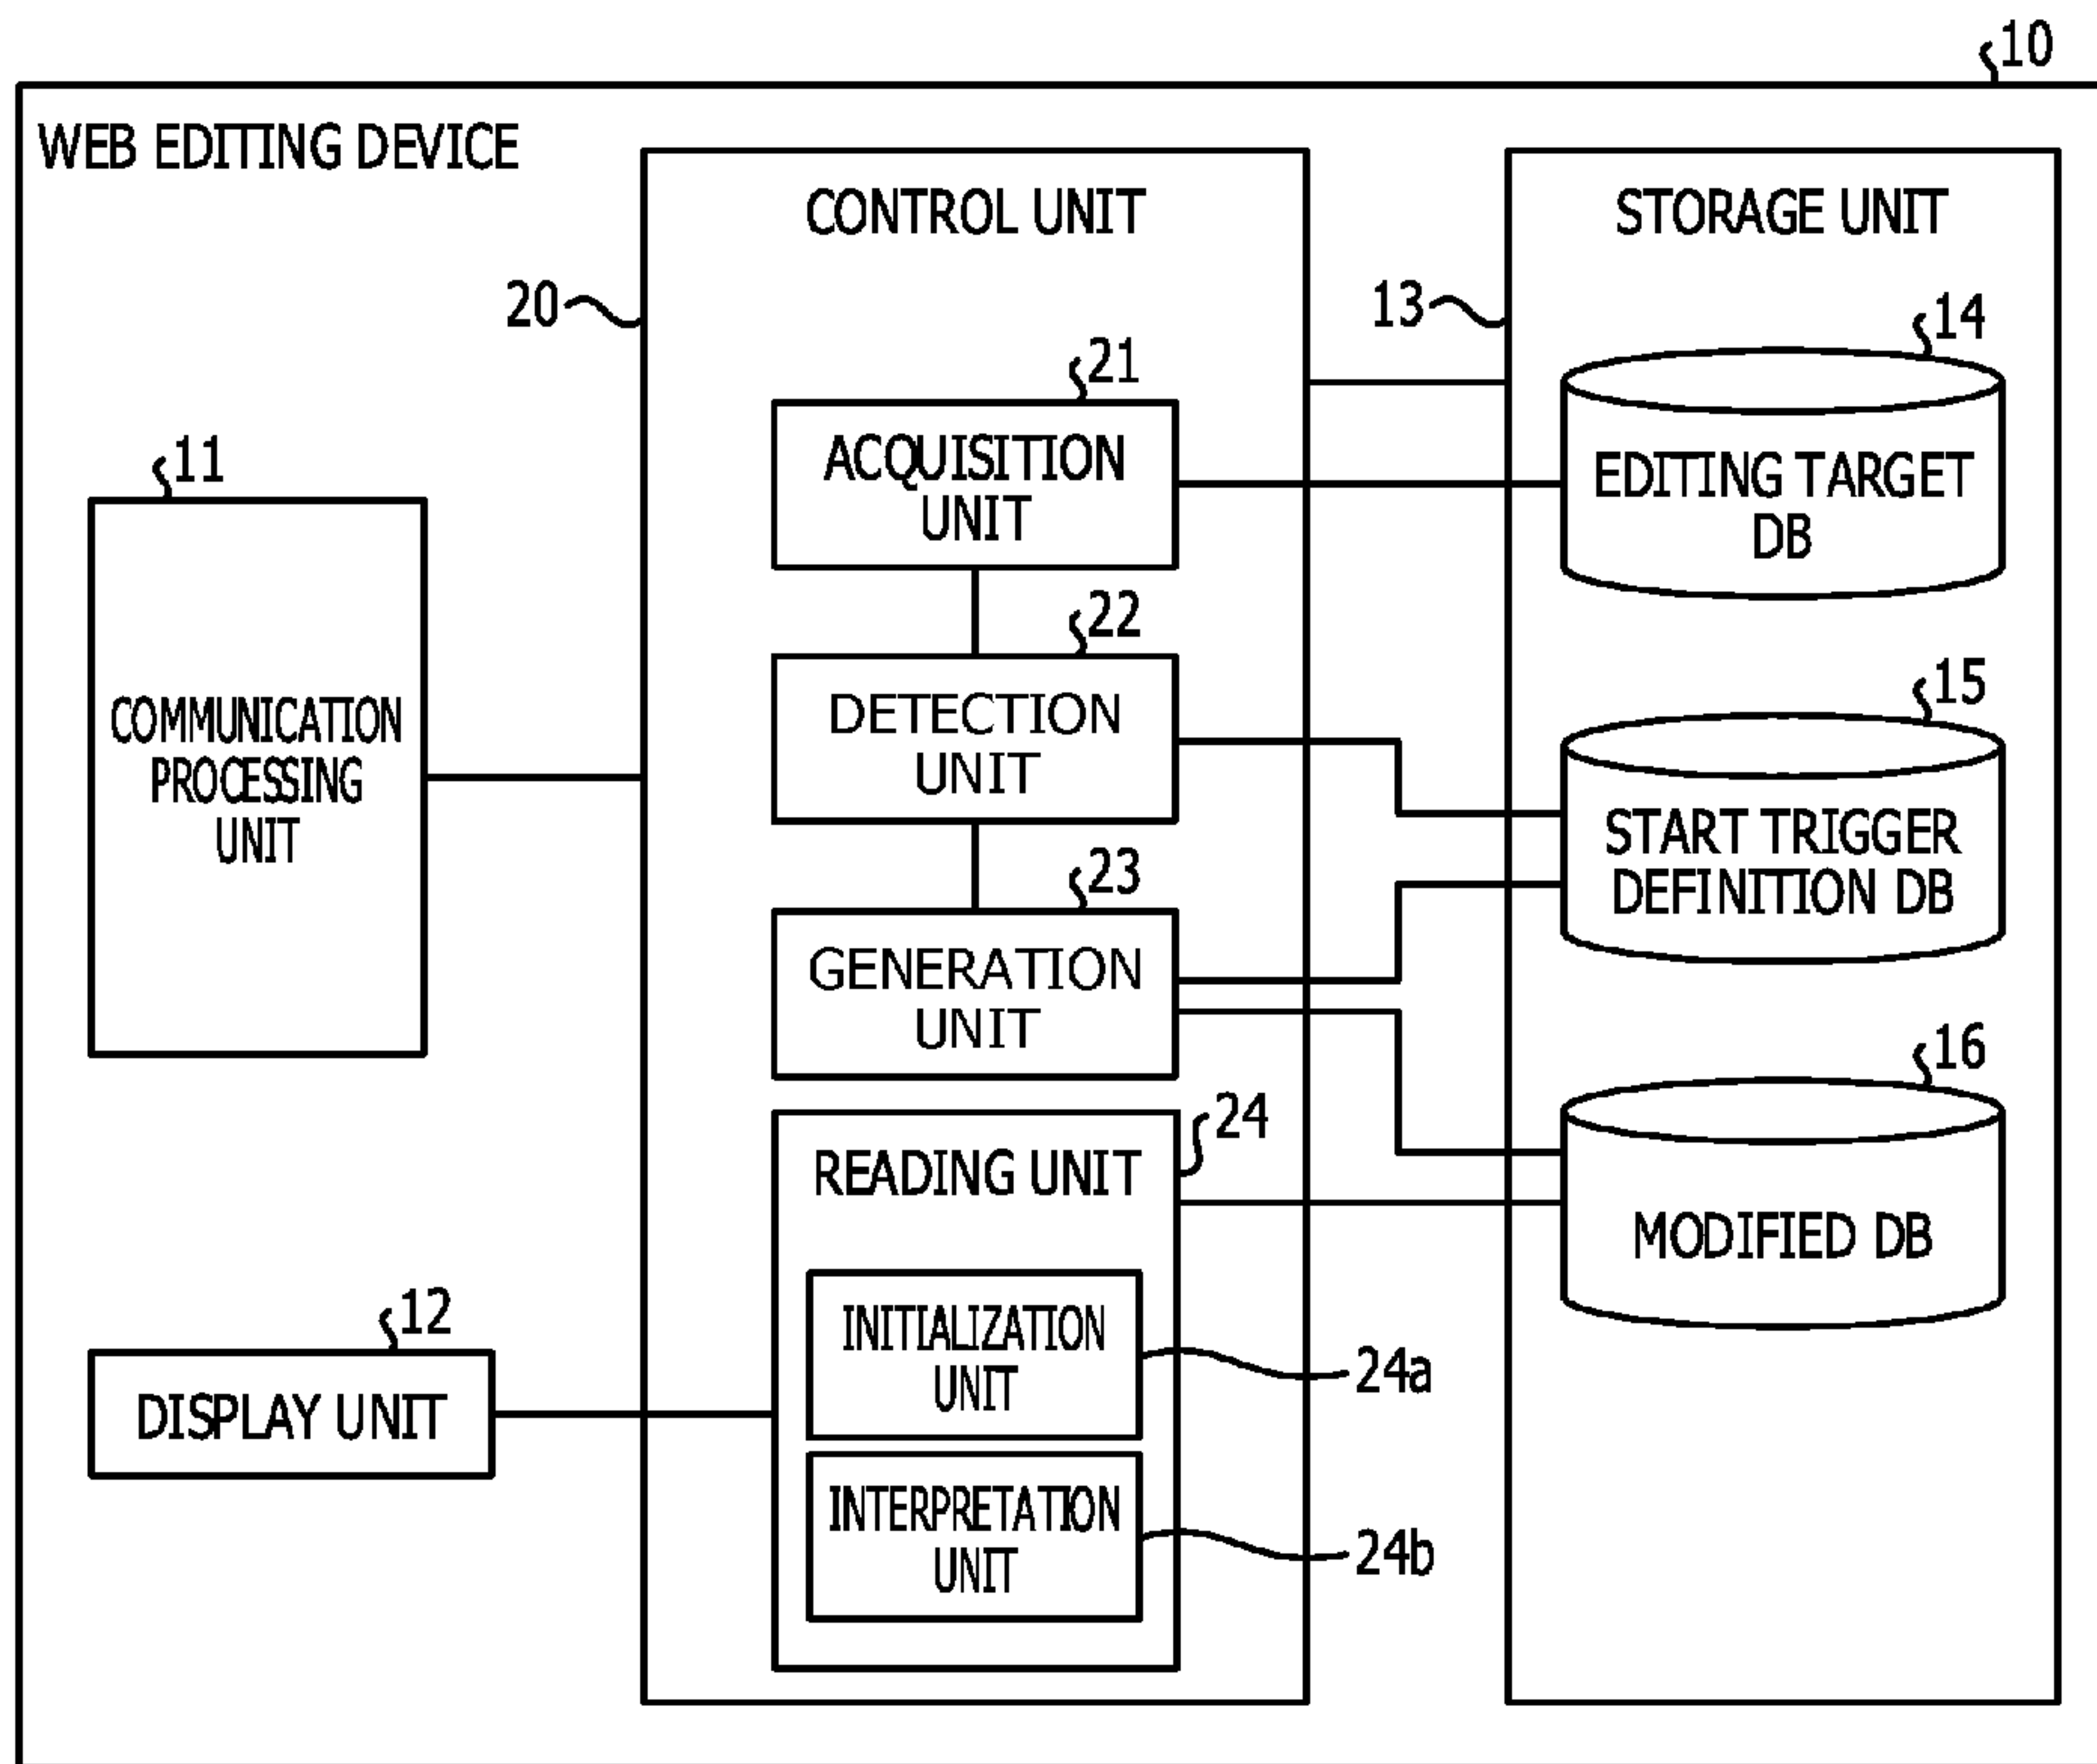 10
WEB EDITING DEVICE
CONTROL UNIT
STORAGE UNIT
20
13
14
21
ACQUISITION
UNIT
EDITING TARGET
DB
11
COMMUNICATION
PROCESSING
UNIT
22
DETECTION
UNIT
15
START TRIGGER
DEFINITION DB
23
GENERATION
UNIT
16
MODIFIED DB
24
READING UNIT
INITIALIZATION
UNIT
24a
12
DISPLAY UNIT
INTERPRETATION
UNIT
24b